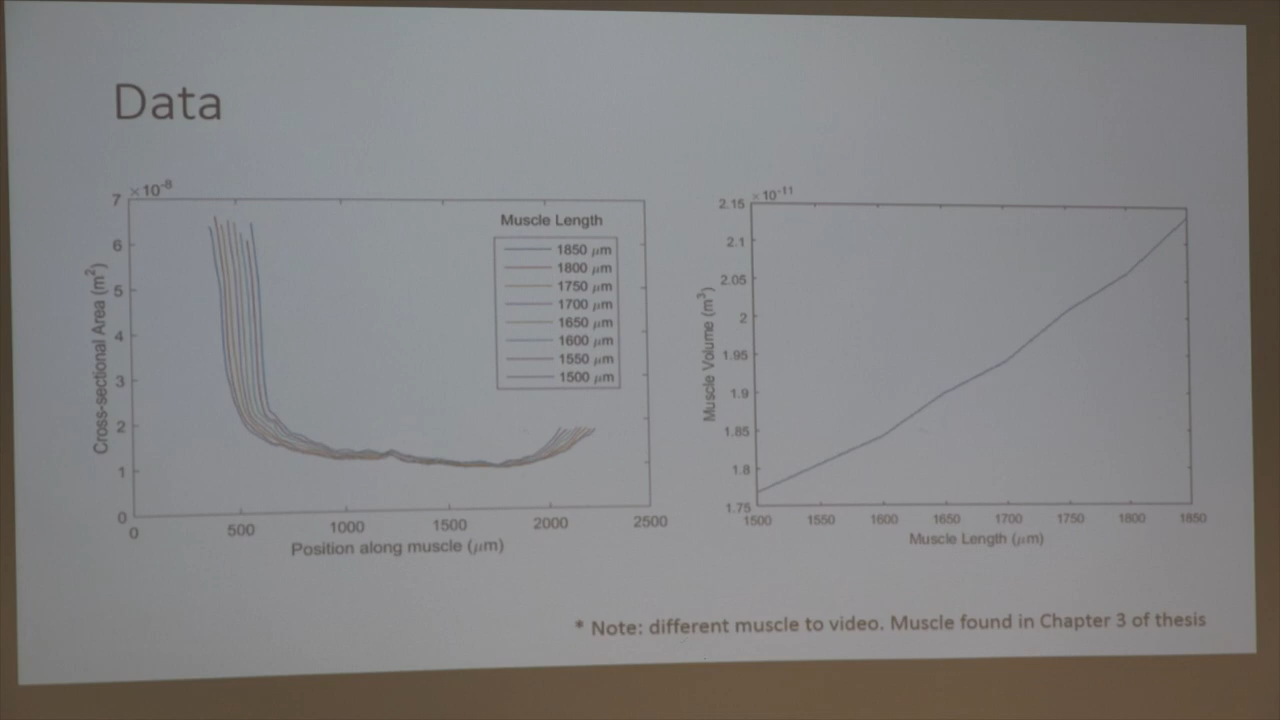 Data
×10⁻⁸
7
6
5
4
3
2
1
0
Cross-sectional Area (m²)
0 500 1000 1500 2000 2500
Position along muscle (μm)
Muscle Length
1850 μm
1800 μm
1750 μm
1700 μm
1650 μm
1600 μm
1550 μm
1500 μm
×10⁻¹¹
2.15
2.1
2.05
2
1.95
1.9
1.85
1.8
1.75
Muscle Volume (m³)
1500 1550 1600 1650 1700 1750 1800 1850
Muscle Length (μm)
* Note: different muscle to video. Muscle found in Chapter 3 of thesis